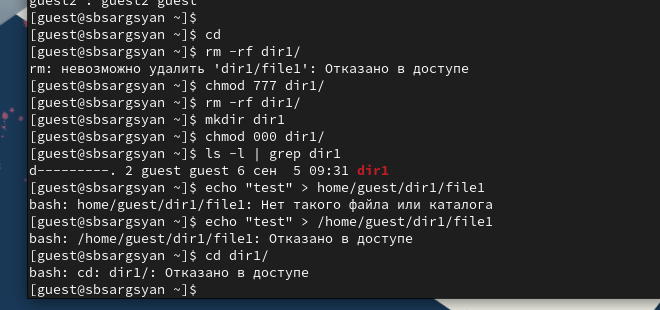 guest2 : guest2 guest
[guest@sbsargsyan ~]$
[guest@sbsargsyan ~]$ cd
[guest@sbsargsyan ~]$ rm -rf dir1/
rm: невозможно удалить 'dir1/file1': Отказано в доступе
[guest@sbsargsyan ~]$ chmod 777 dir1/
[guest@sbsargsyan ~]$ rm -rf dir1/
[guest@sbsargsyan ~]$ mkdir dir1
[guest@sbsargsyan ~]$ chmod 000 dir1/
[guest@sbsargsyan ~]$ ls -l | grep dir1
d---------. 2 guest guest 6 сен  5 09:31 dir1
[guest@sbsargsyan ~]$ echo "test" > home/guest/dir1/file1
bash: home/guest/dir1/file1: Нет такого файла или каталога
[guest@sbsargsyan ~]$ echo "test" > /home/guest/dir1/file1
bash: /home/guest/dir1/file1: Отказано в доступе
[guest@sbsargsyan ~]$ cd dir1/
bash: cd: dir1/: Отказано в доступе
[guest@sbsargsyan ~]$